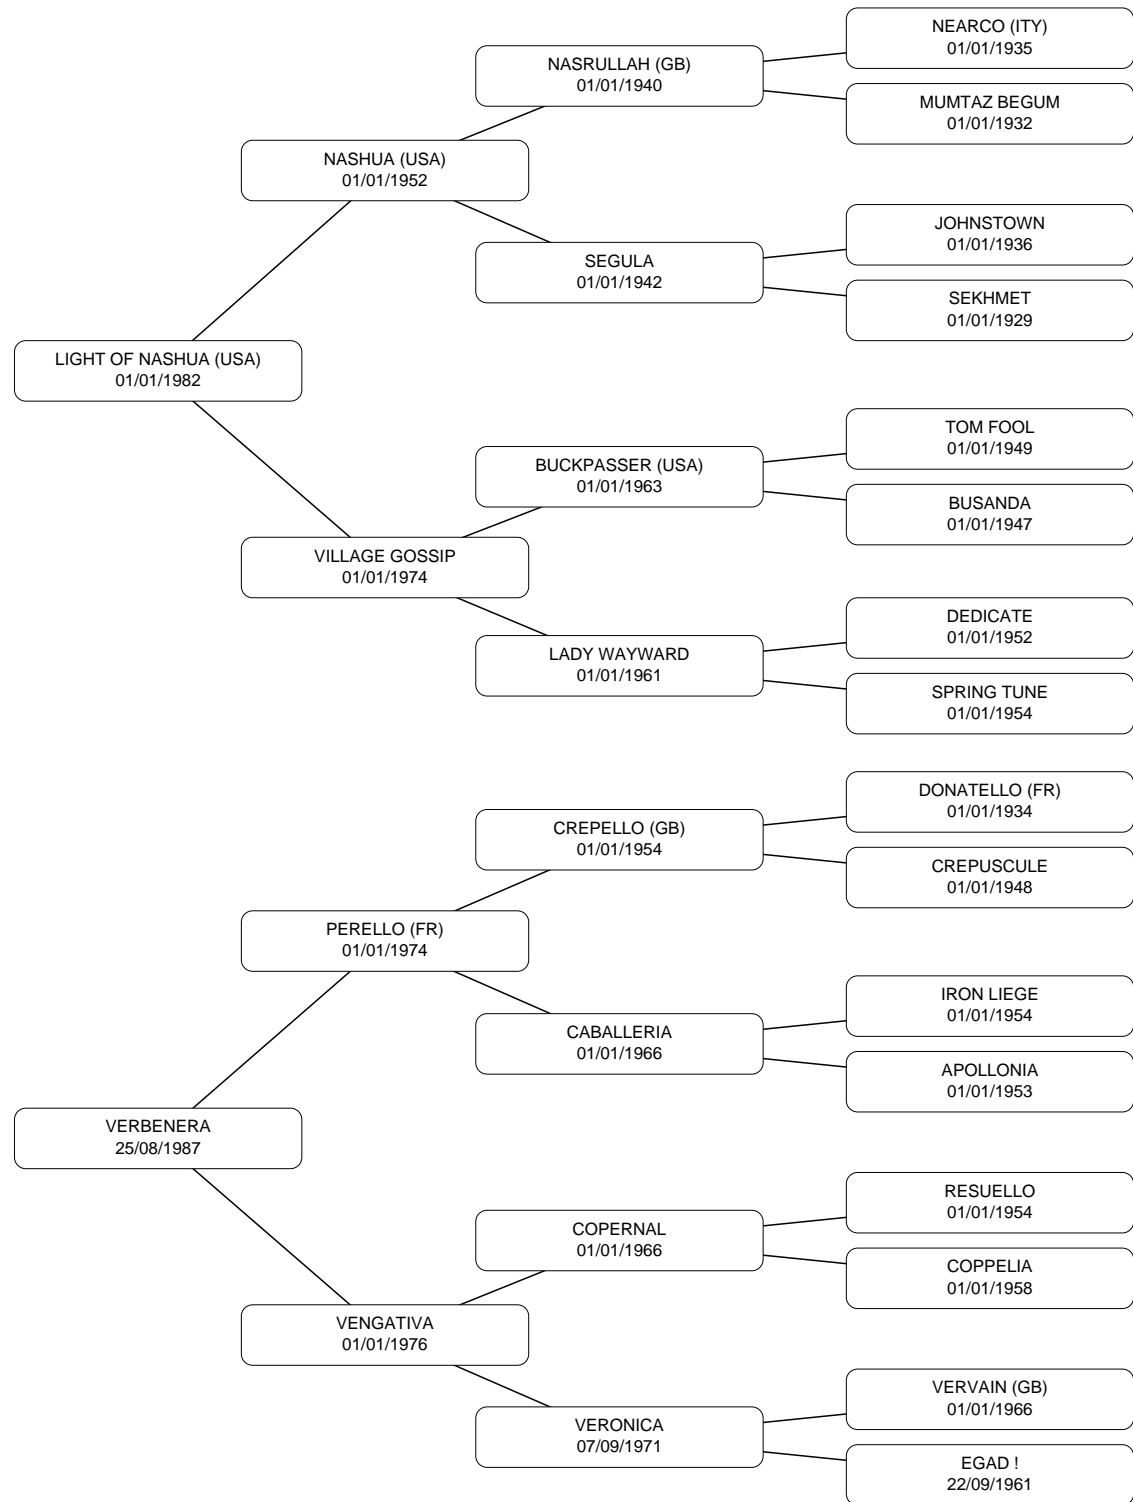 NEARCO (ITY)
01/01/1935
NASRULLAH (GB)
01/01/1940
MUMTAZ BEGUM
01/01/1932
NASHUA (USA)
01/01/1952
JOHNSTOWN
01/01/1936
SEGULA
01/01/1942
SEKHMET
01/01/1929
LIGHT OF NASHUA (USA)
01/01/1982
TOM FOOL
01/01/1949
BUCKPASSER (USA)
01/01/1963
BUSANDA
01/01/1947
VILLAGE GOSSIP
01/01/1974
DEDICATE
01/01/1952
LADY WAYWARD
01/01/1961
SPRING TUNE
01/01/1954
DONATELLO (FR)
01/01/1934
CREPELLO (GB)
01/01/1954
CREPUSCULE
01/01/1948
PERELLO (FR)
01/01/1974
IRON LIEGE
01/01/1954
CABALLERIA
01/01/1966
APOLLONIA
01/01/1953
VERBENERA
25/08/1987
RESUELLO
01/01/1954
COPERNAL
01/01/1966
COPPELIA
01/01/1958
VENGATIVA
01/01/1976
VERVAIN (GB)
01/01/1966
VERONICA
07/09/1971
EGAD !
22/09/1961